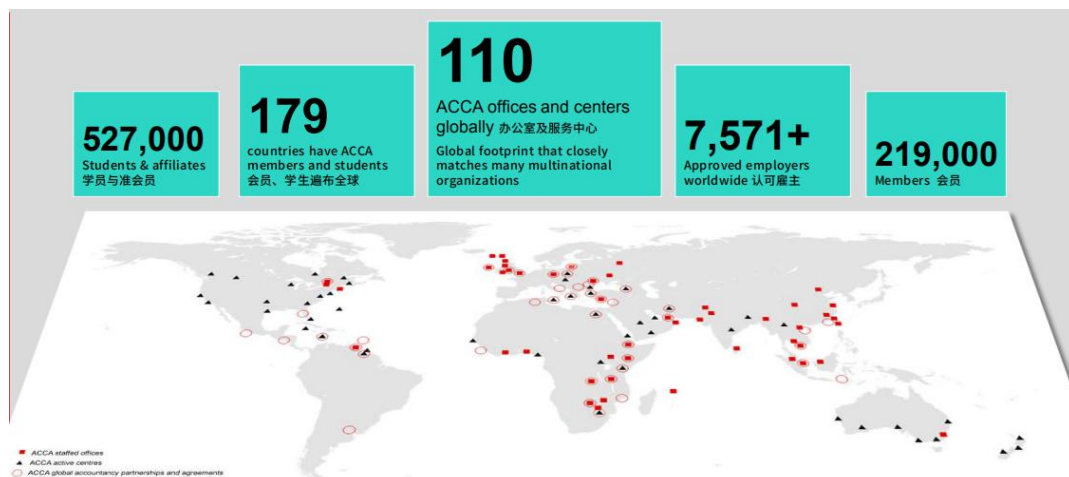 527,000
Students & affiliates
学员与准会员
179
countries have ACCA
members and students
会员、学生遍布全球
110
ACCA offices and centers
globally 办公室及服务中心
Global footprint that closely
matches many multinational
organizations
7,571+
Approved employers
worldwide 认可雇主
219,000
Members 会员
ACCA staffed offices
ACCA active centres
ACCA global accountancy partnerships and agreements